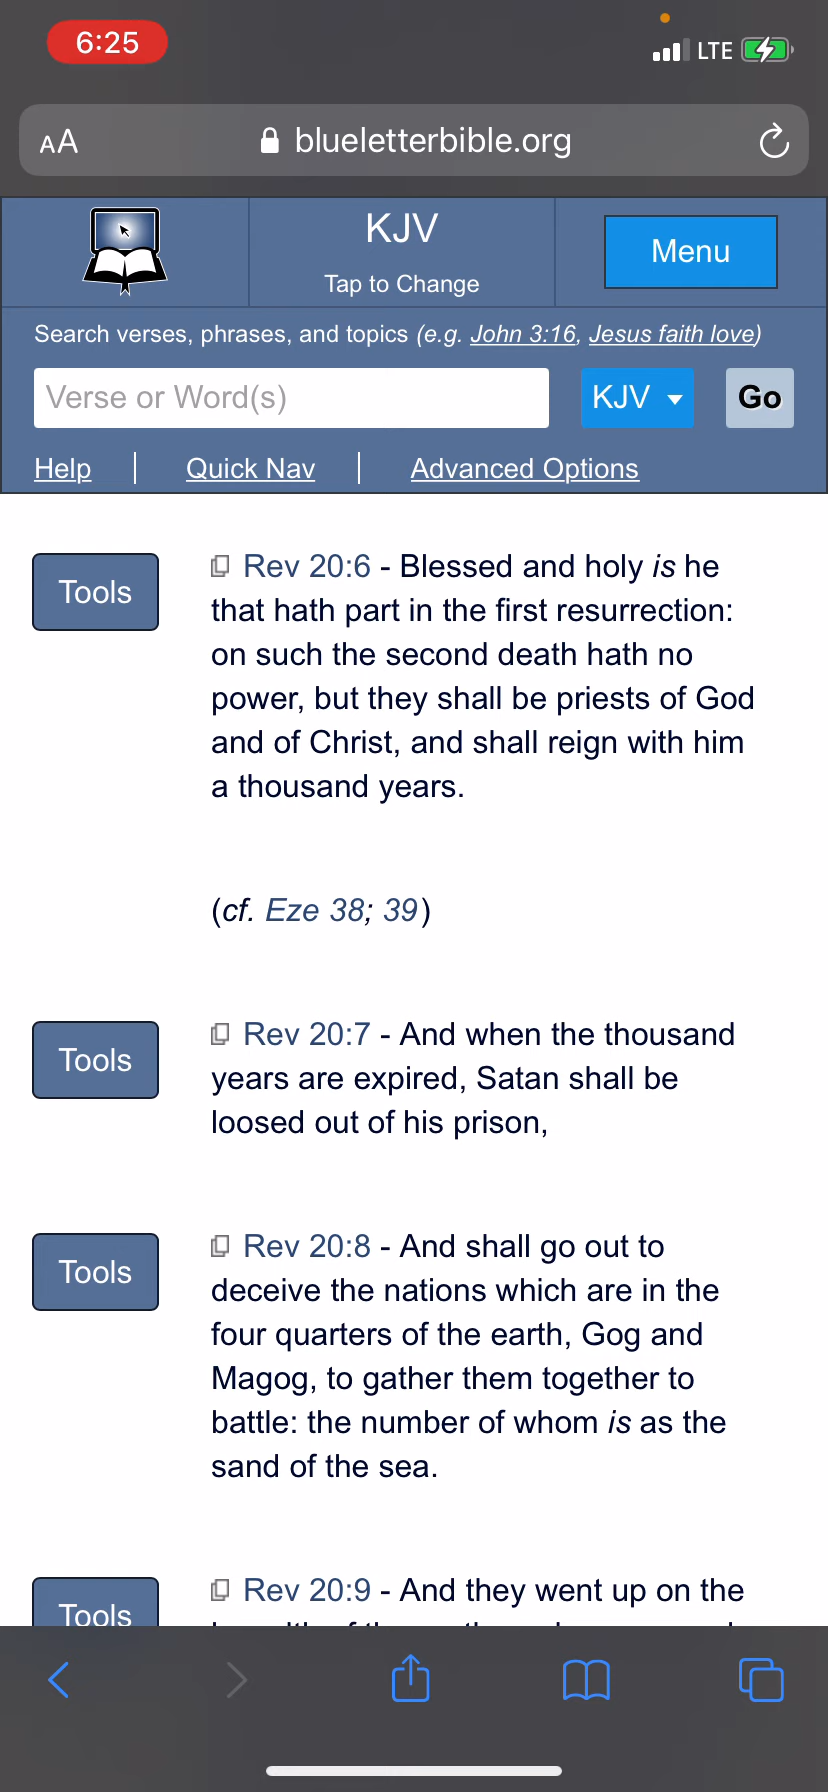 6:25
LTE
AA
blueletterbible.org
KJV
Tap to Change
Menu
Search verses, phrases, and topics (e.g. John 3:16, Jesus faith love)
Verse or Word(s)
KJV
Go
Help | Quick Nav | Advanced Options
Tools
Rev 20:6 - Blessed and holy is he
that hath part in the first resurrection:
on such the second death hath no
power, but they shall be priests of God
and of Christ, and shall reign with him
a thousand years.
(cf. Eze 38; 39)
Tools
Rev 20:7 - And when the thousand
years are expired, Satan shall be
loosed out of his prison,
Tools
Rev 20:8 - And shall go out to
deceive the nations which are in the
four quarters of the earth, Gog and
Magog, to gather them together to
battle: the number of whom is as the
sand of the sea.
Tools
Rev 20:9 - And they went up on the